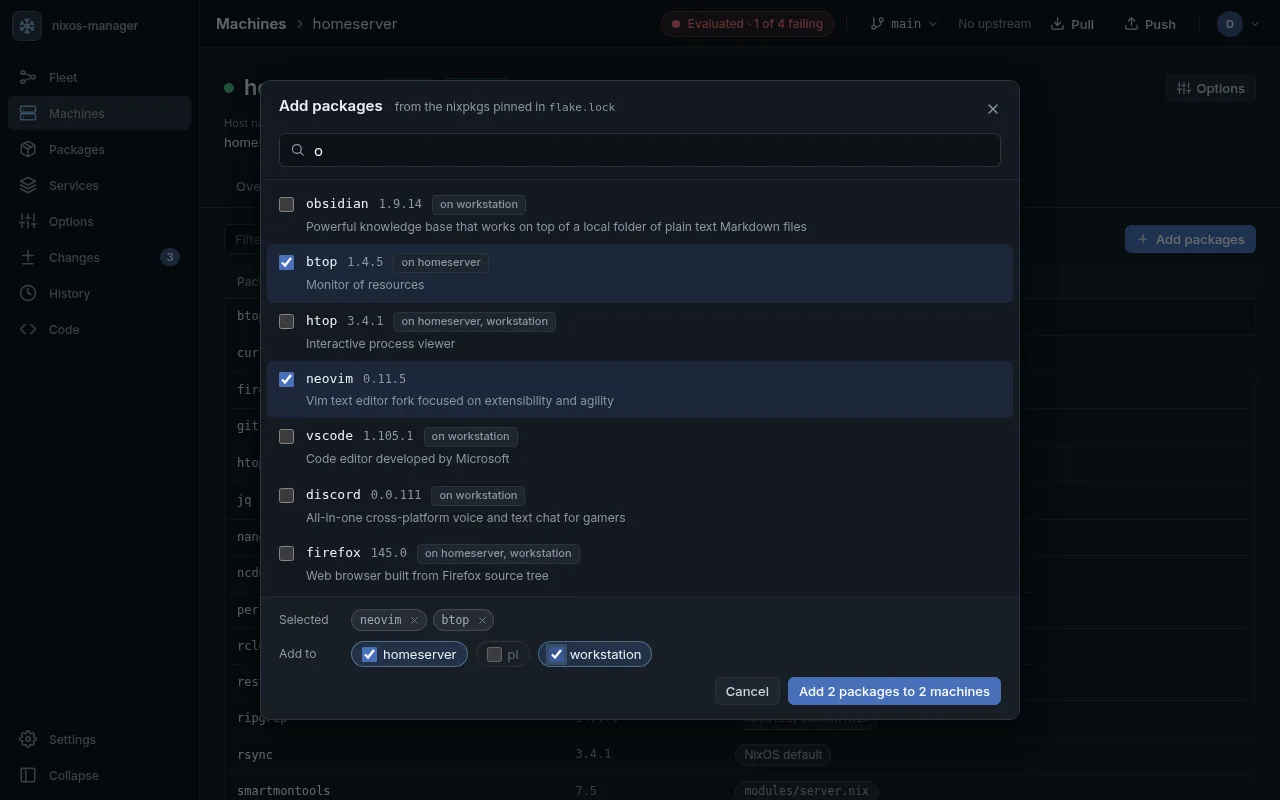 nixos-manager
Machines > homeserver
Evaluated · 1 of 4 failing
main
No upstream
Pull
Push
D
Fleet
Machines
Packages
Services
Options
Changes 3
History
Code
Settings
Collapse
Options
Add packages
Add packages from the nixpkgs pinned in flake.lock
o
obsidian 1.9.14 on workstation
Powerful knowledge base that works on top of a local folder of plain text Markdown files
btop 1.4.5 on homeserver
Monitor of resources
htop 3.4.1 on homeserver, workstation
Interactive process viewer
neovim 0.11.5
Vim text editor fork focused on extensibility and agility
vscode 1.105.1 on workstation
Code editor developed by Microsoft
discord 0.0.111 on workstation
All-in-one cross-platform voice and text chat for gamers
firefox 145.0 on homeserver, workstation
Web browser built from Firefox source tree
Selected neovim btop
Add to homeserver pi workstation
Cancel
Add 2 packages to 2 machines
jq
ripgrep
rsync 3.4.1 NixOS default
smartmontools 7.5 modules/server.nix